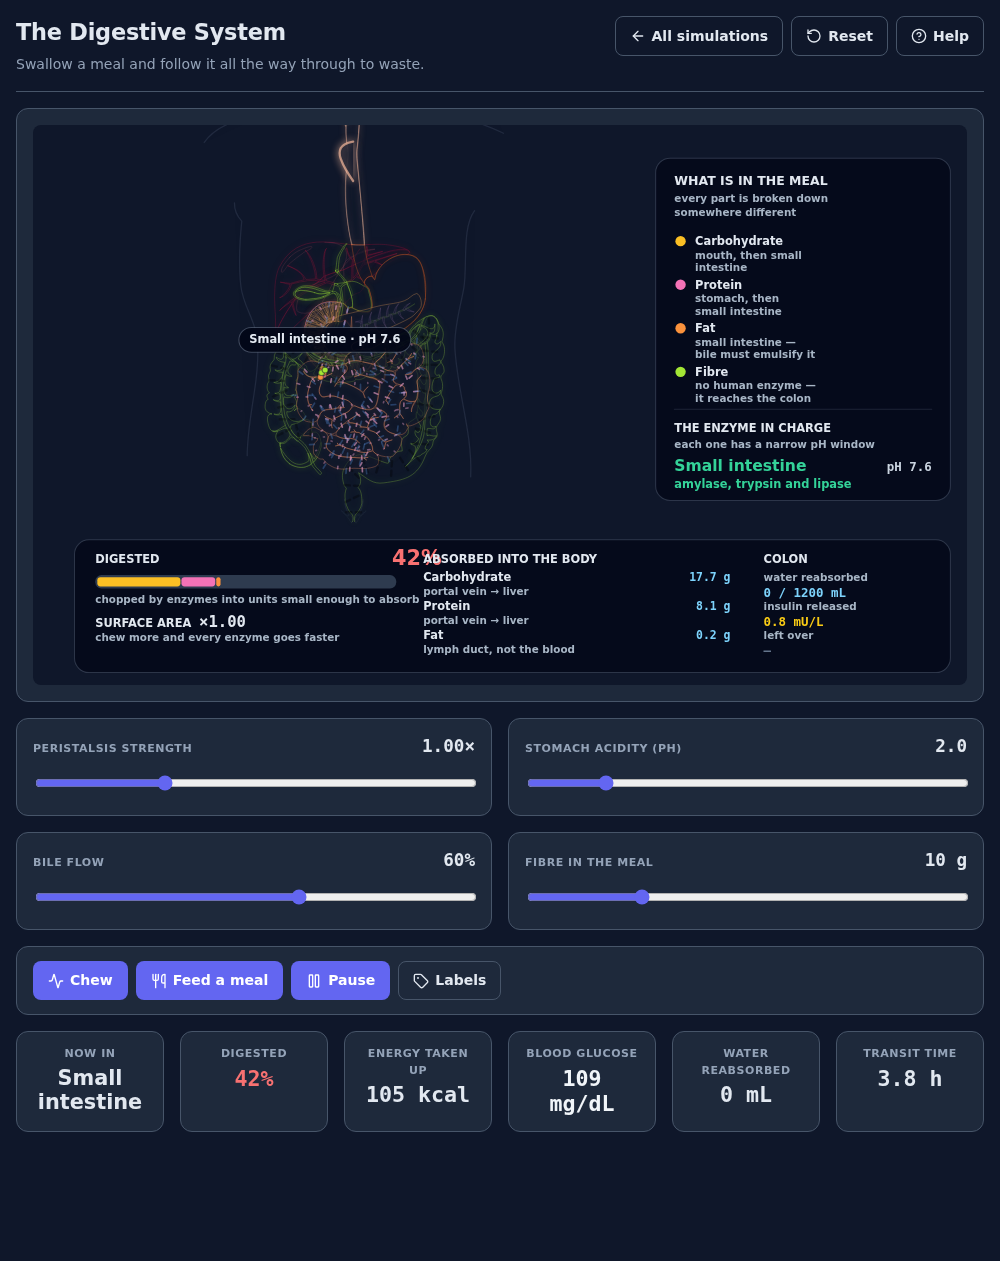 The Digestive System
Swallow a meal and follow it all the way through to waste.
All simulations
Reset
Help
WHAT IS IN THE MEAL
every part is broken down
somewhere different
Carbohydrate
mouth, then small
intestine
Protein
stomach, then
small intestine
Fat
small intestine —
bile must emulsify it
Fibre
no human enzyme —
it reaches the colon
THE ENZYME IN CHARGE
each one has a narrow pH window
Small intestine pH 7.6
amylase, trypsin and lipase
Small intestine · pH 7.6
DIGESTED 42%
chopped by enzymes into units small enough to absorb
SURFACE AREA ×1.00
chew more and every enzyme goes faster
ABSORBED INTO THE BODY
Carbohydrate 17.7 g
portal vein → liver
Protein 8.1 g
portal vein → liver
Fat 0.2 g
lymph duct, not the blood
COLON
water reabsorbed
0 / 1200 mL
insulin released
0.8 mU/L
left over
—
PERISTALSIS STRENGTH 1.00×
STOMACH ACIDITY (PH) 2.0
BILE FLOW 60%
FIBRE IN THE MEAL 10 g
Chew
Feed a meal
Pause
Labels
NOW IN
Small
intestine
DIGESTED
42%
ENERGY TAKEN
UP
105 kcal
BLOOD GLUCOSE
109
mg/dL
WATER
REABSORBED
0 mL
TRANSIT TIME
3.8 h